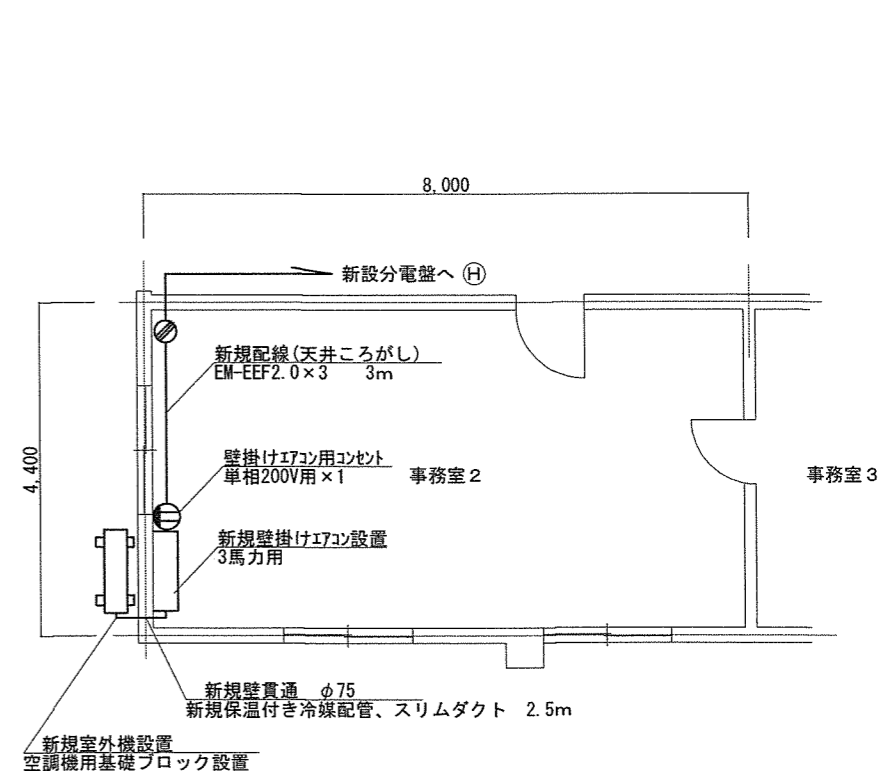 8,000
新設分電盤へ Ⓗ
新規配線(天井ころがし)
EM-EEF2.0×3　3m
4,400
壁掛けｴｱｺﾝ用ｺﾝｾﾝﾄ
単相200V用×1
事務室２
事務室３
新規壁掛けｴｱｺﾝ設置
3馬力用
新規壁貫通　φ75
新規保温付き冷媒配管、スリムダクト　2.5m
新規室外機設置
空調機用基礎ブロック設置